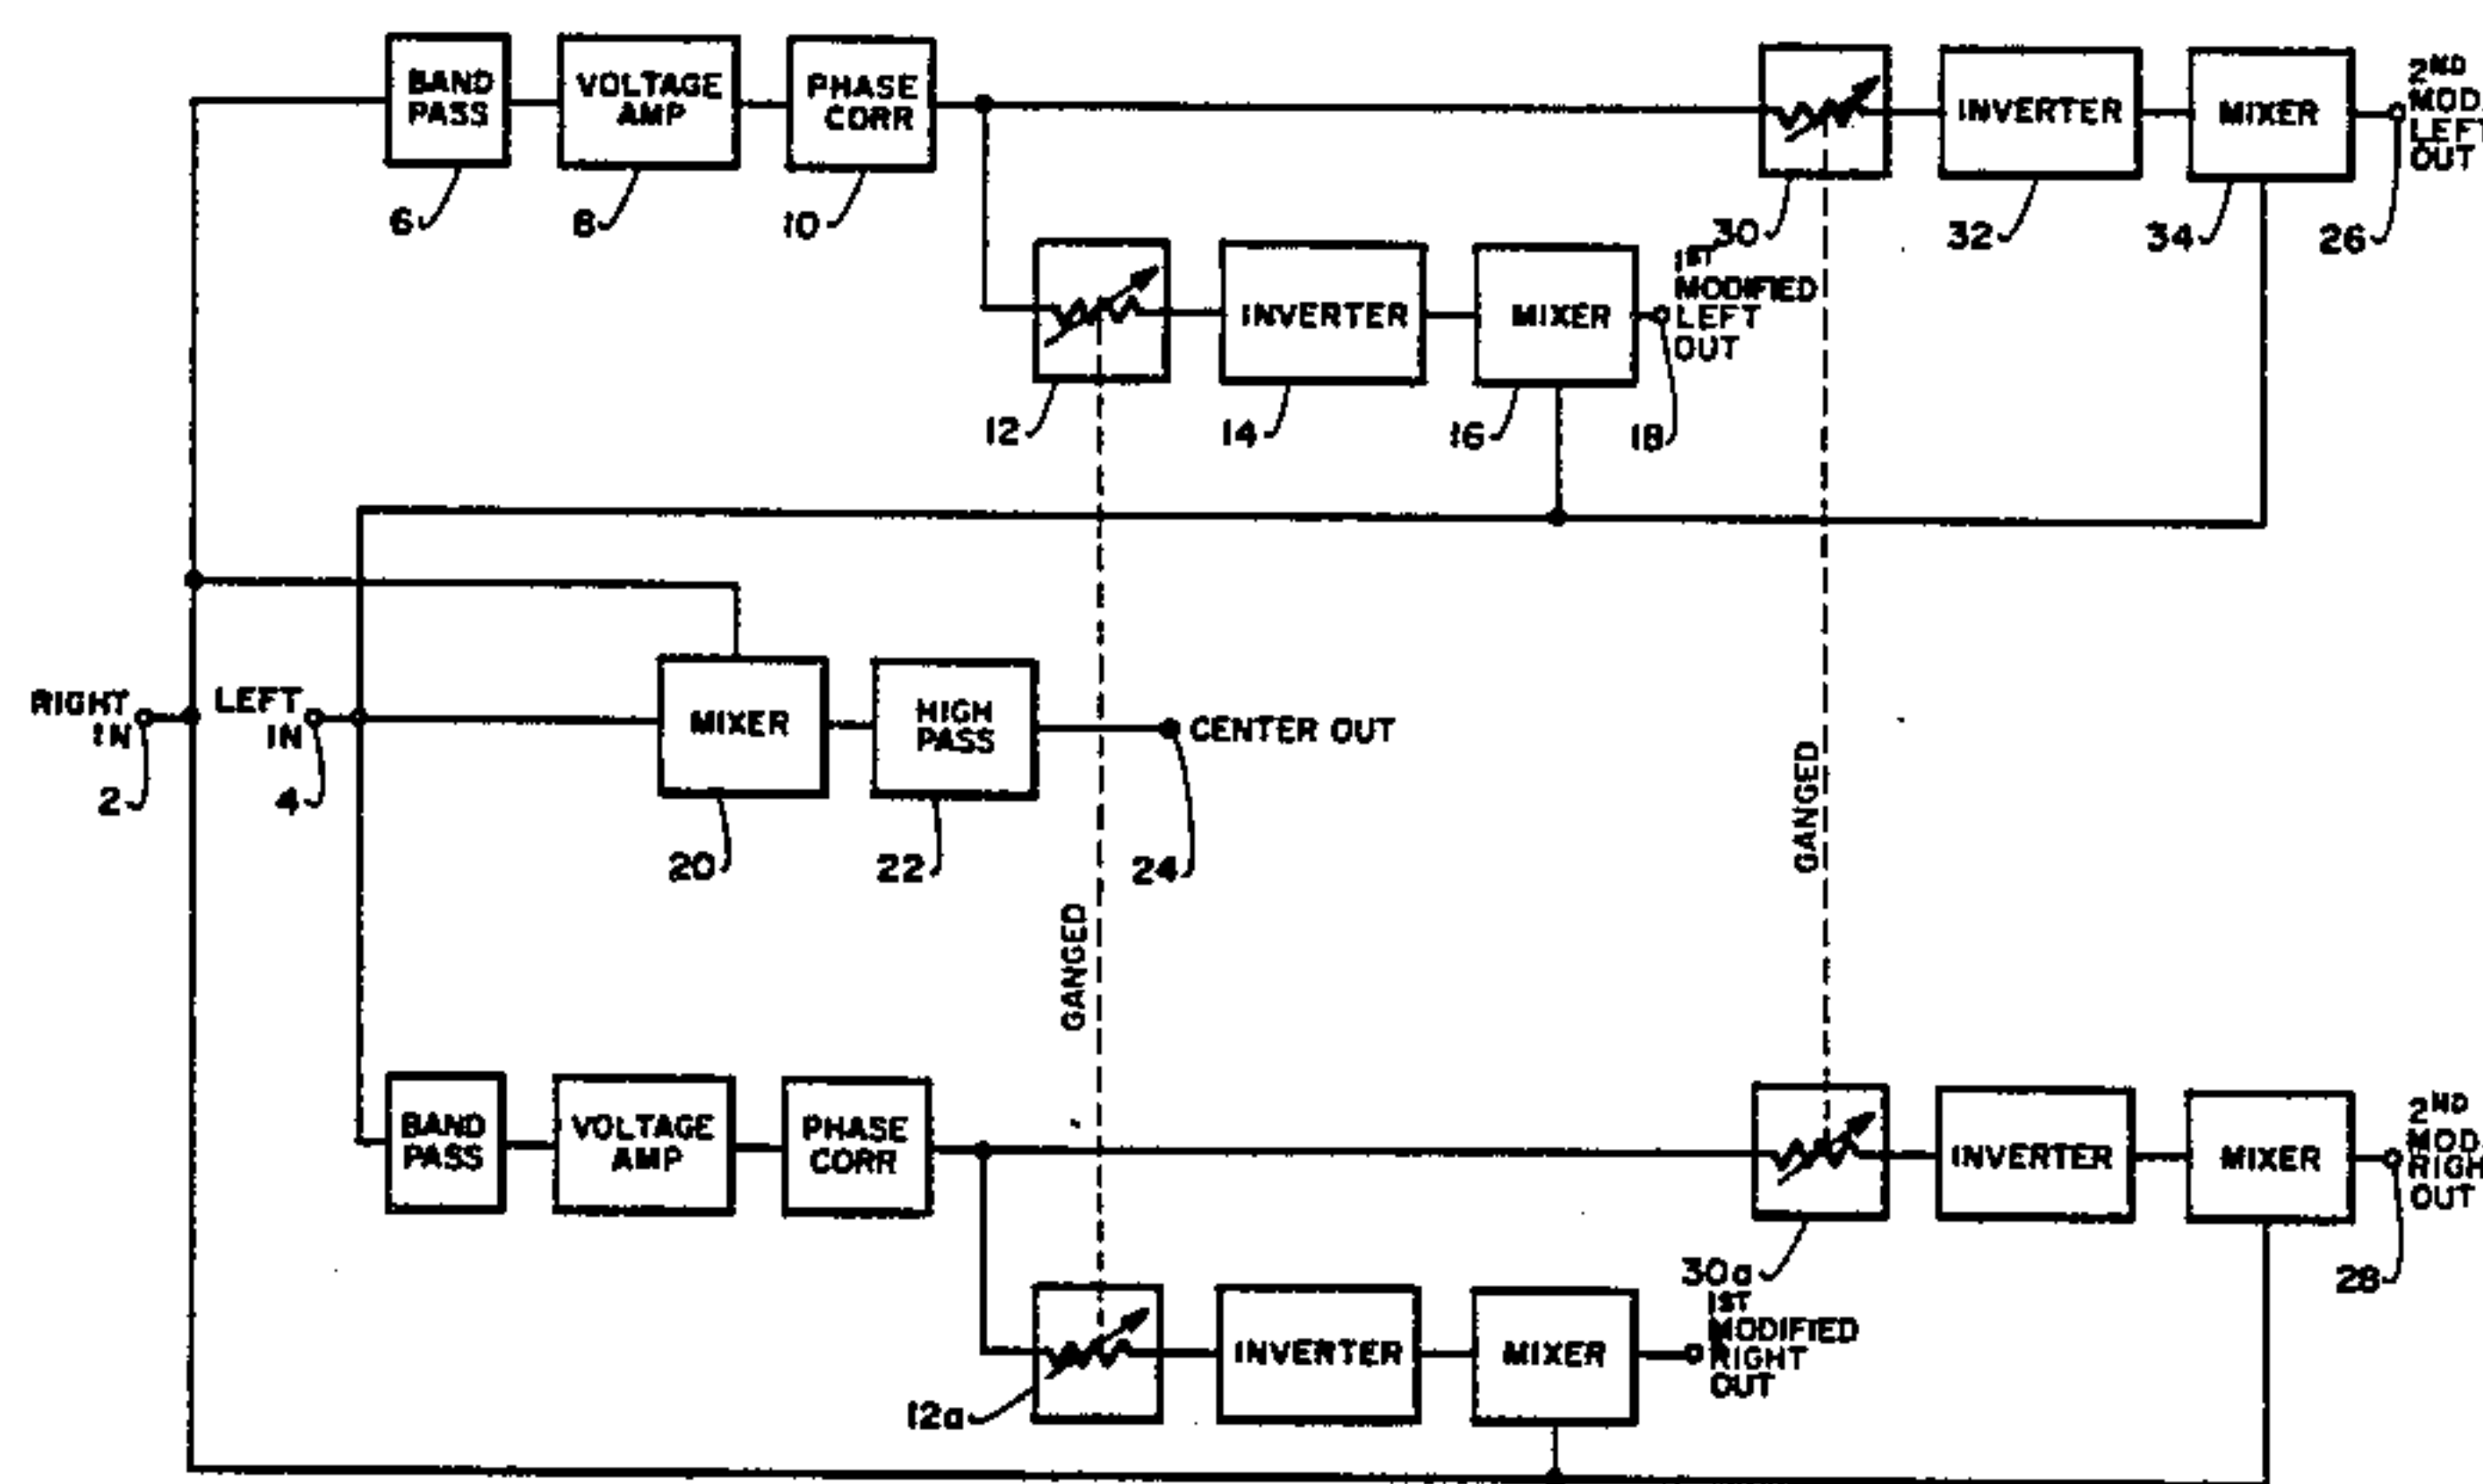 BAND
PASS
VOLTAGE
AMP
PHASE
CORR
INVERTER
MIXER
2ND
MOD.
LEFT
OUT
6
8
10
30
32
34
26
INVERTER
MIXER
1ST
MODIFIED
LEFT
OUT
12
14
16
18
RIGHT
IN
LEFT
IN
MIXER
HIGH
PASS
CENTER OUT
2
4
20
22
24
GANGED
GANGED
BAND
PASS
VOLTAGE
AMP
PHASE
CORR
INVERTER
MIXER
2ND
MOD.
RIGH
OUT
30a
28
INVERTER
MIXER
1ST
MODIFIED
RIGHT
OUT
12a